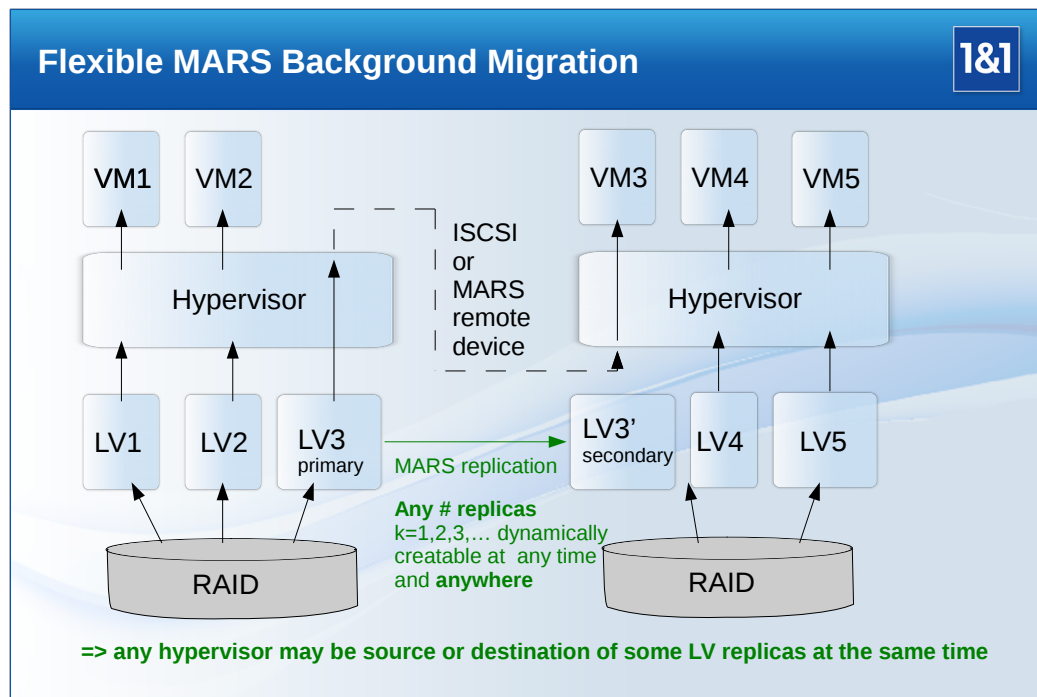 Flexible MARS Background Migration
1&1
VM1
VM2
VM3
VM4
VM5
ISCSI
or
MARS
remote
device
Hypervisor
Hypervisor
LV1
LV2
LV3
primary
LV3’
secondary
LV4
LV5
MARS replication
Any # replicas
k=1,2,3,… dynamically
creatable at any time
and anywhere
RAID
RAID
=> any hypervisor may be source or destination of some LV replicas at the same time